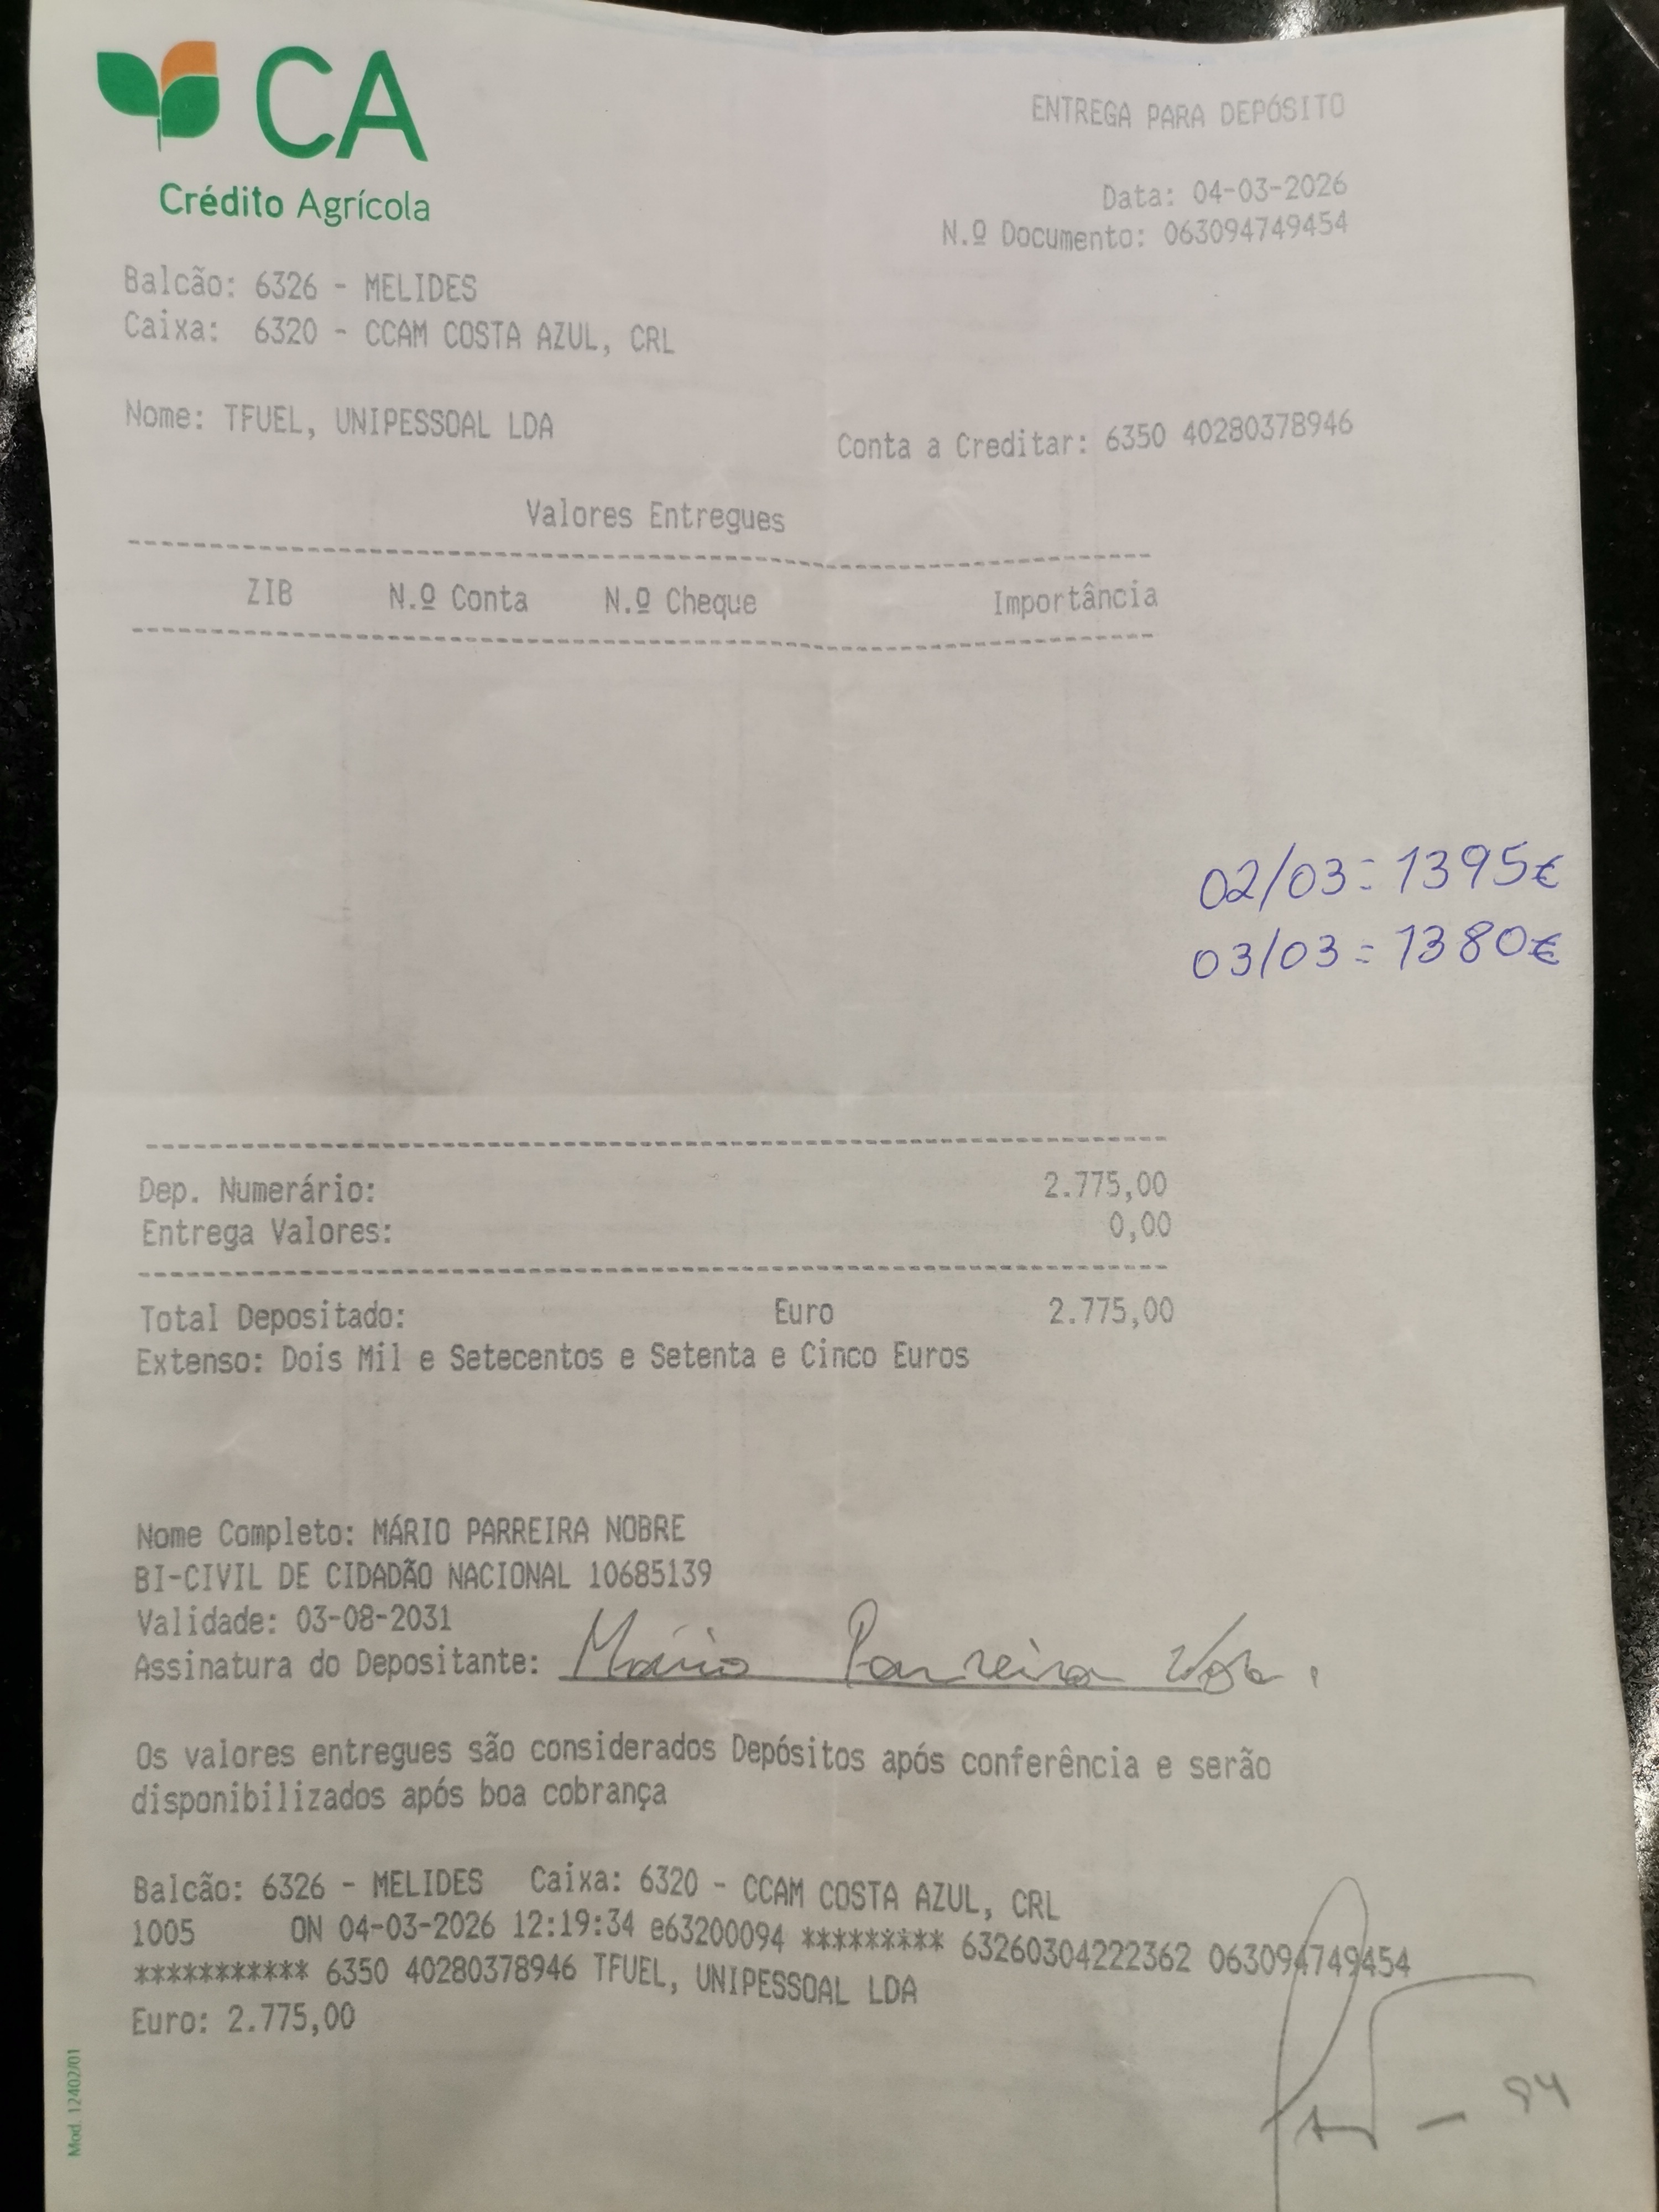 CA
Crédito Agrícola
ENTREGA PARA DEPÓSITO
Data: 04-03-2026
N.º Documento: 063094749454
Balcão: 6326 - MELIDES
Caixa: 6320 - CCAM COSTA AZUL, CRL
Nome: TFUEL, UNIPESSOAL LDA
Conta a Creditar: 6350 40280378946
Valores Entregues
ZIB N.º Conta N.º Cheque Importância
02/03 = 1395€
03/03 = 1380€
Dep. Numerário: 2.775,00
Entrega Valores: 0,00
Total Depositado: Euro 2.775,00
Extenso: Dois Mil e Setecentos e Setenta e Cinco Euros
Nome Completo: MÁRIO PARREIRA NOBRE
BI-CIVIL DE CIDADÃO NACIONAL 10685139
Validade: 03-08-2031
Assinatura do Depositante: Mário Parreira
Os valores entregues são considerados Depósitos após conferência e serão
disponibilizados após boa cobrança
Balcão: 6326 - MELIDES Caixa: 6320 - CCAM COSTA AZUL, CRL
1005 ON 04-03-2026 12:19:34 e63200094 ********* 63260304222362 063094749454
*********** 6350 40280378946 TFUEL, UNIPESSOAL LDA
Euro: 2.775,00
94
Mod. 12402/01